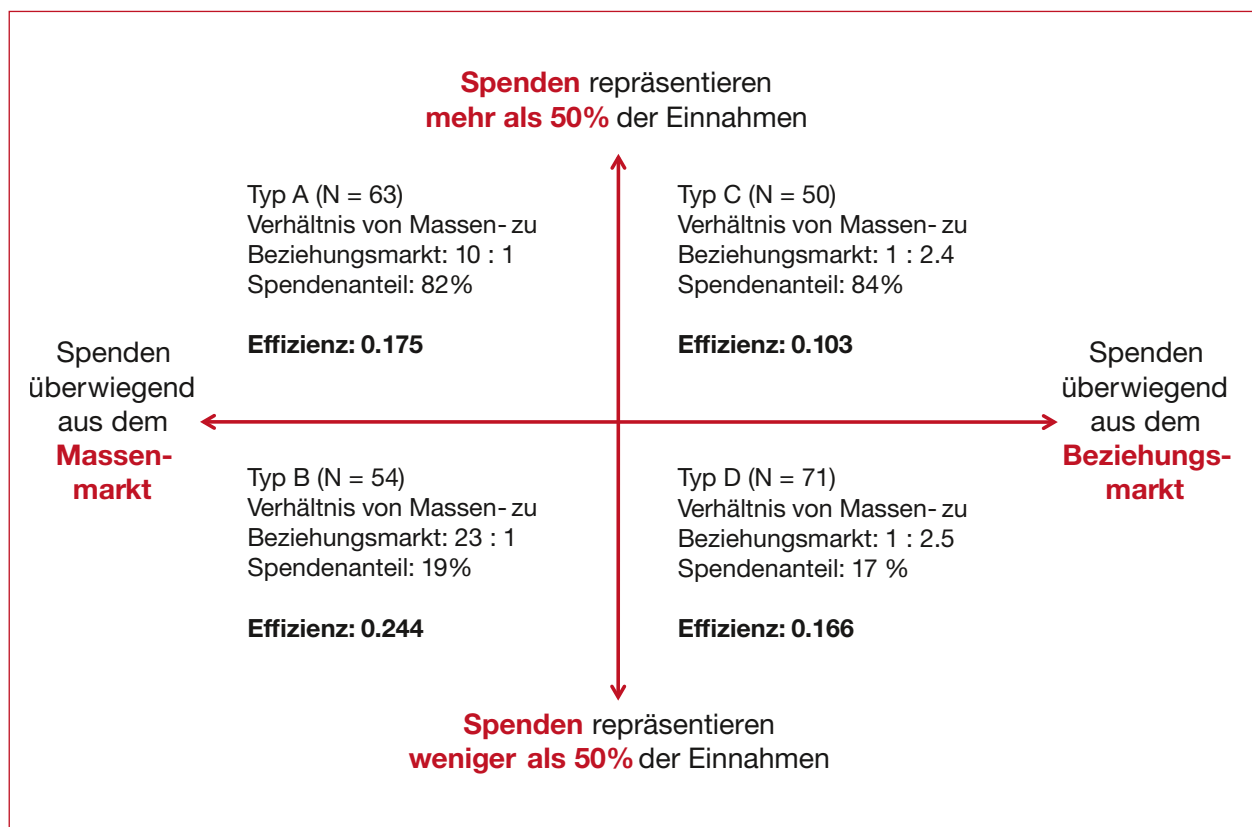 Spenden repräsentieren
mehr als 50% der Einnahmen
Typ A (N = 63)
Verhältnis von Massen- zu
Beziehungsmarkt: 10 : 1
Spendenanteil: 82%
Effizienz: 0.175
Typ C (N = 50)
Verhältnis von Massen- zu
Beziehungsmarkt: 1 : 2.4
Spendenanteil: 84%
Effizienz: 0.103
Spenden
überwiegend
aus dem
Massen-
markt
Spenden
überwiegend
aus dem
Beziehungs-
markt
Typ B (N = 54)
Verhältnis von Massen- zu
Beziehungsmarkt: 23 : 1
Spendenanteil: 19%
Effizienz: 0.244
Typ D (N = 71)
Verhältnis von Massen- zu
Beziehungsmarkt: 1 : 2.5
Spendenanteil: 17 %
Effizienz: 0.166
Spenden repräsentieren
weniger als 50% der Einnahmen